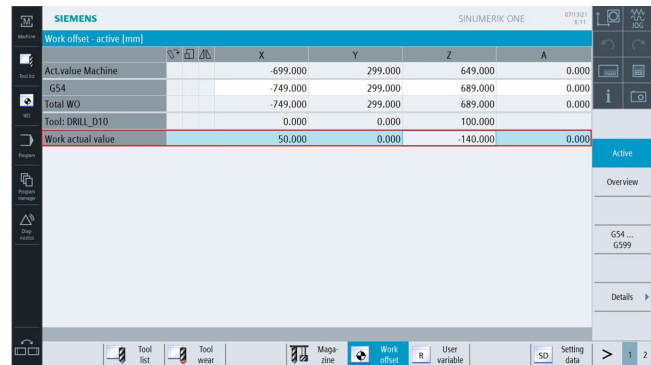 SIEMENS
SINUMERIK ONE
07/13/21
8:11
JOG
Machine
Work offset - active [mm]
X Y Z A
Act.value Machine -699.000 299.000 649.000 0.000
Tool list
G54 -749.000 299.000 689.000 0.000
Total WO -749.000 299.000 689.000 0.000
WO
Tool: DRILL_D10 0.000 0.000 100.000
Work actual value 50.000 0.000 -140.000 0.000
Program
Active
Program
manager
Overview
Diag-
nostics
G54 ...
G599
Details
Tool
list
Tool
wear
Maga-
zine
Work
offset
R
User
variable
SD
Setting
data
> 1 2